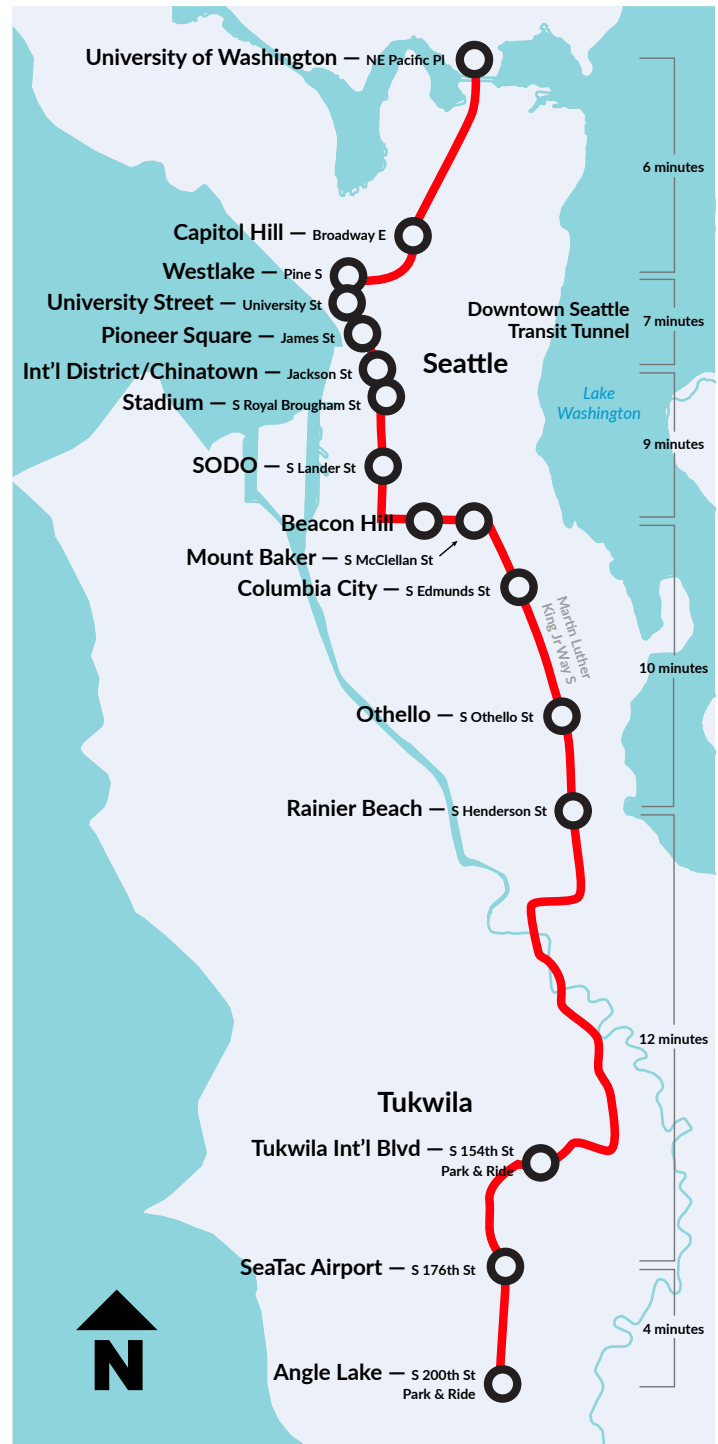 University of Washington — NE Pacific Pl
6 minutes
Capitol Hill — Broadway E
Westlake — Pine S
University Street — University St
Downtown Seattle
Transit Tunnel
7 minutes
Pioneer Square — James St
Seattle
Int'l District/Chinatown — Jackson St
Stadium — S Royal Brougham St
Lake
Washington
9 minutes
SODO — S Lander St
Beacon Hill
Mount Baker — S McClellan St
Columbia City — S Edmunds St
Martin Luther
King Jr Way S
10 minutes
Othello — S Othello St
Rainier Beach — S Henderson St
12 minutes
Tukwila
Tukwila Int'l Blvd — S 154th St
Park & Ride
SeaTac Airport — S 176th St
4 minutes
N
Angle Lake — S 200th St
Park & Ride